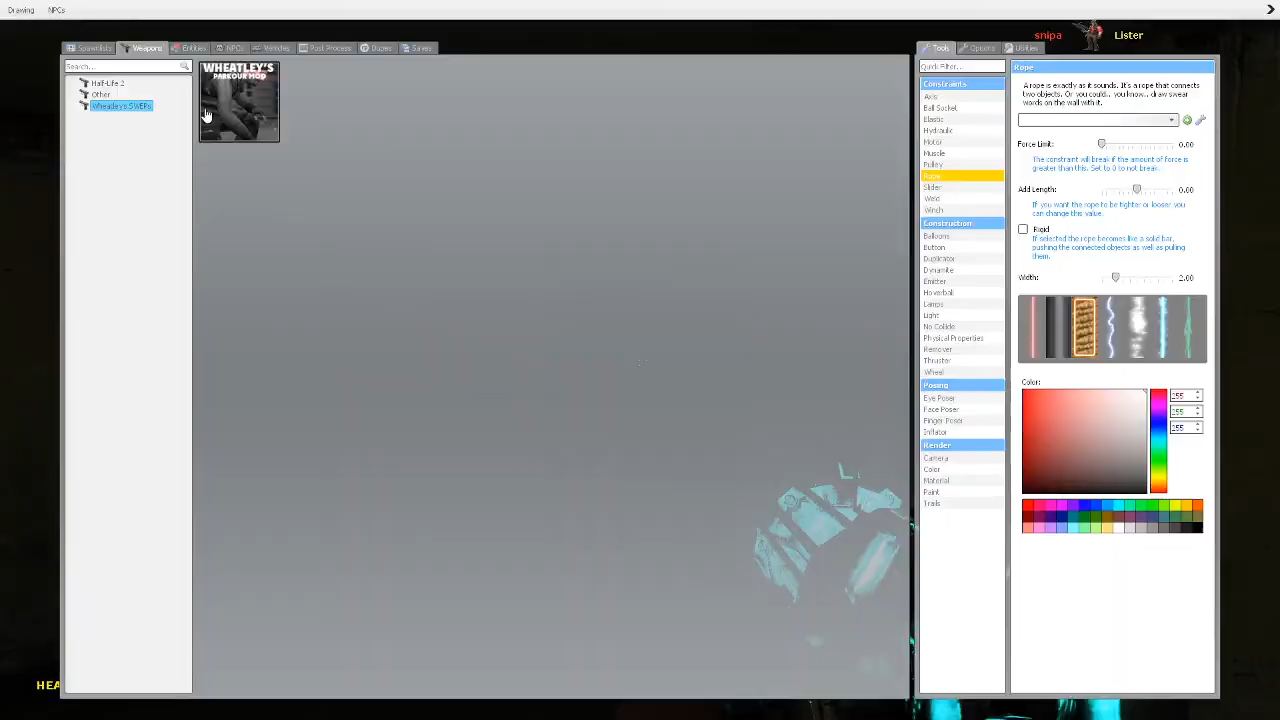 Drawing NPCs
snipa Lister
Spawnlists Weapons Entities NPCs Vehicles Post Process Dupes Saves
Search...
Half-Life 2
Other
Wheatley's SWEPs
WHEATLEY'S
PARKOUR MOD
HEA
Tools Options Utilities
Quick Filter...
Constraints
Axis
Ball Socket
Elastic
Hydraulic
Motor
Muscle
Pulley
Rope
Slider
Weld
Winch
Construction
Balloons
Button
Duplicator
Dynamite
Emitter
Hoverball
Lamps
Light
No Collide
Physical Properties
Remover
Thruster
Wheel
Posing
Eye Poser
Face Poser
Finger Poser
Inflator
Render
Camera
Color
Material
Paint
Trails
Rope
A rope is exactly as it sounds. It's a rope that connects
two objects. Or you could.. you know.. draw swear
words on the wall with it.
Force Limit: 0.00
The constraint will break if the amount of force is
greater than this. Set to 0 to not break.
Add Length: 0.00
If you want the rope to be tighter or looser you
can change this value.
Rigid
If selected the rope becomes like a solid bar,
pushing the connected objects as well as pulling
them.
Width: 2.00
Color:
255
255
255